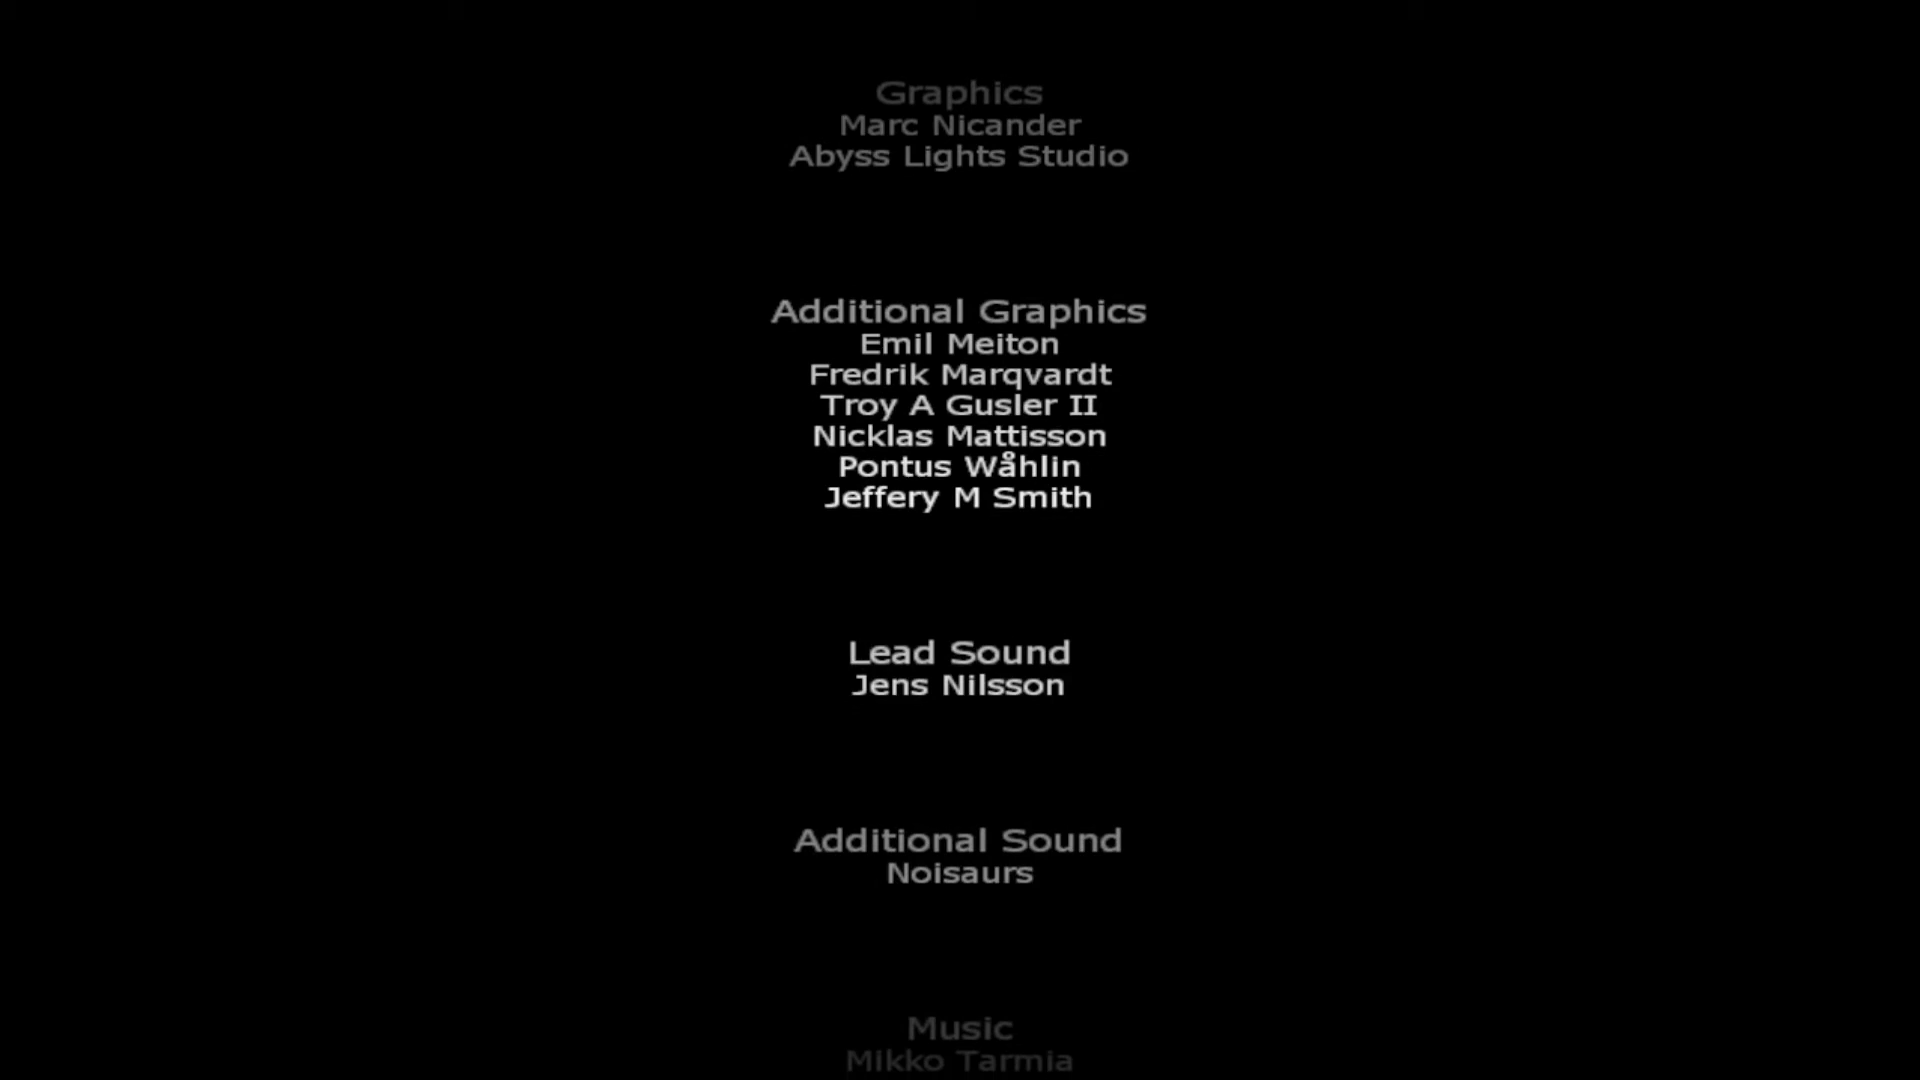 Graphics
Marc Nicander
Abyss Lights Studio
Additional Graphics
Emil Meiton
Fredrik Marqvardt
Troy A Gusler II
Nicklas Mattisson
Pontus Wåhlin
Jeffery M Smith
Lead Sound
Jens Nilsson
Additional Sound
Noisaurs
Music
Mikko Tarmia